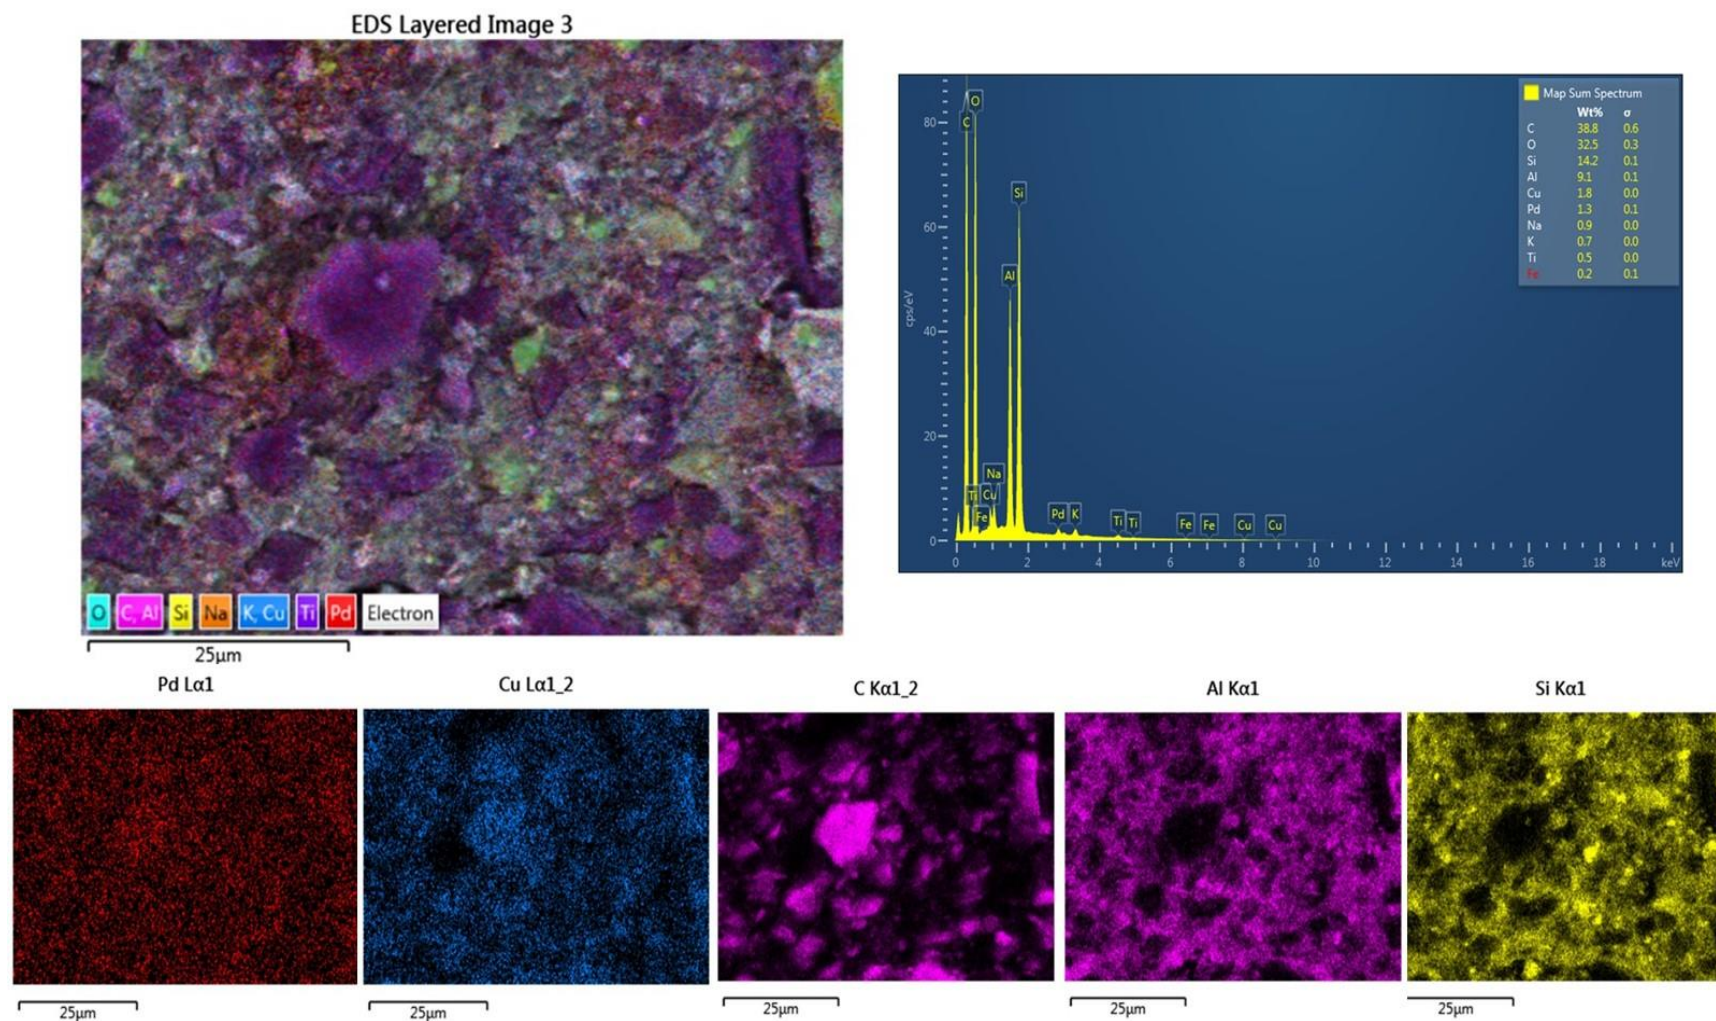 EDS Layered Image 3
O C, Al Si Na K, Cu Ti Pd Electron
25µm
Map Sum Spectrum
Wt% σ
C 38.8 0.6
O 32.5 0.3
Si 14.2 0.1
Al 9.1 0.1
Cu 1.8 0.0
Pd 1.3 0.1
Na 0.9 0.0
K 0.7 0.0
Ti 0.5 0.0
Fe 0.2 0.1
cps/eV
80
60
40
20
0
C O
Si
Al
Na
Ti Cu
Fe
Pd K Ti Ti Fe Fe Cu Cu
0 2 4 6 8 10 12 14 16 18 keV
Pd Lα1
25µm
Cu Lα1_2
25µm
C Kα1_2
25µm
Al Kα1
25µm
Si Kα1
25µm